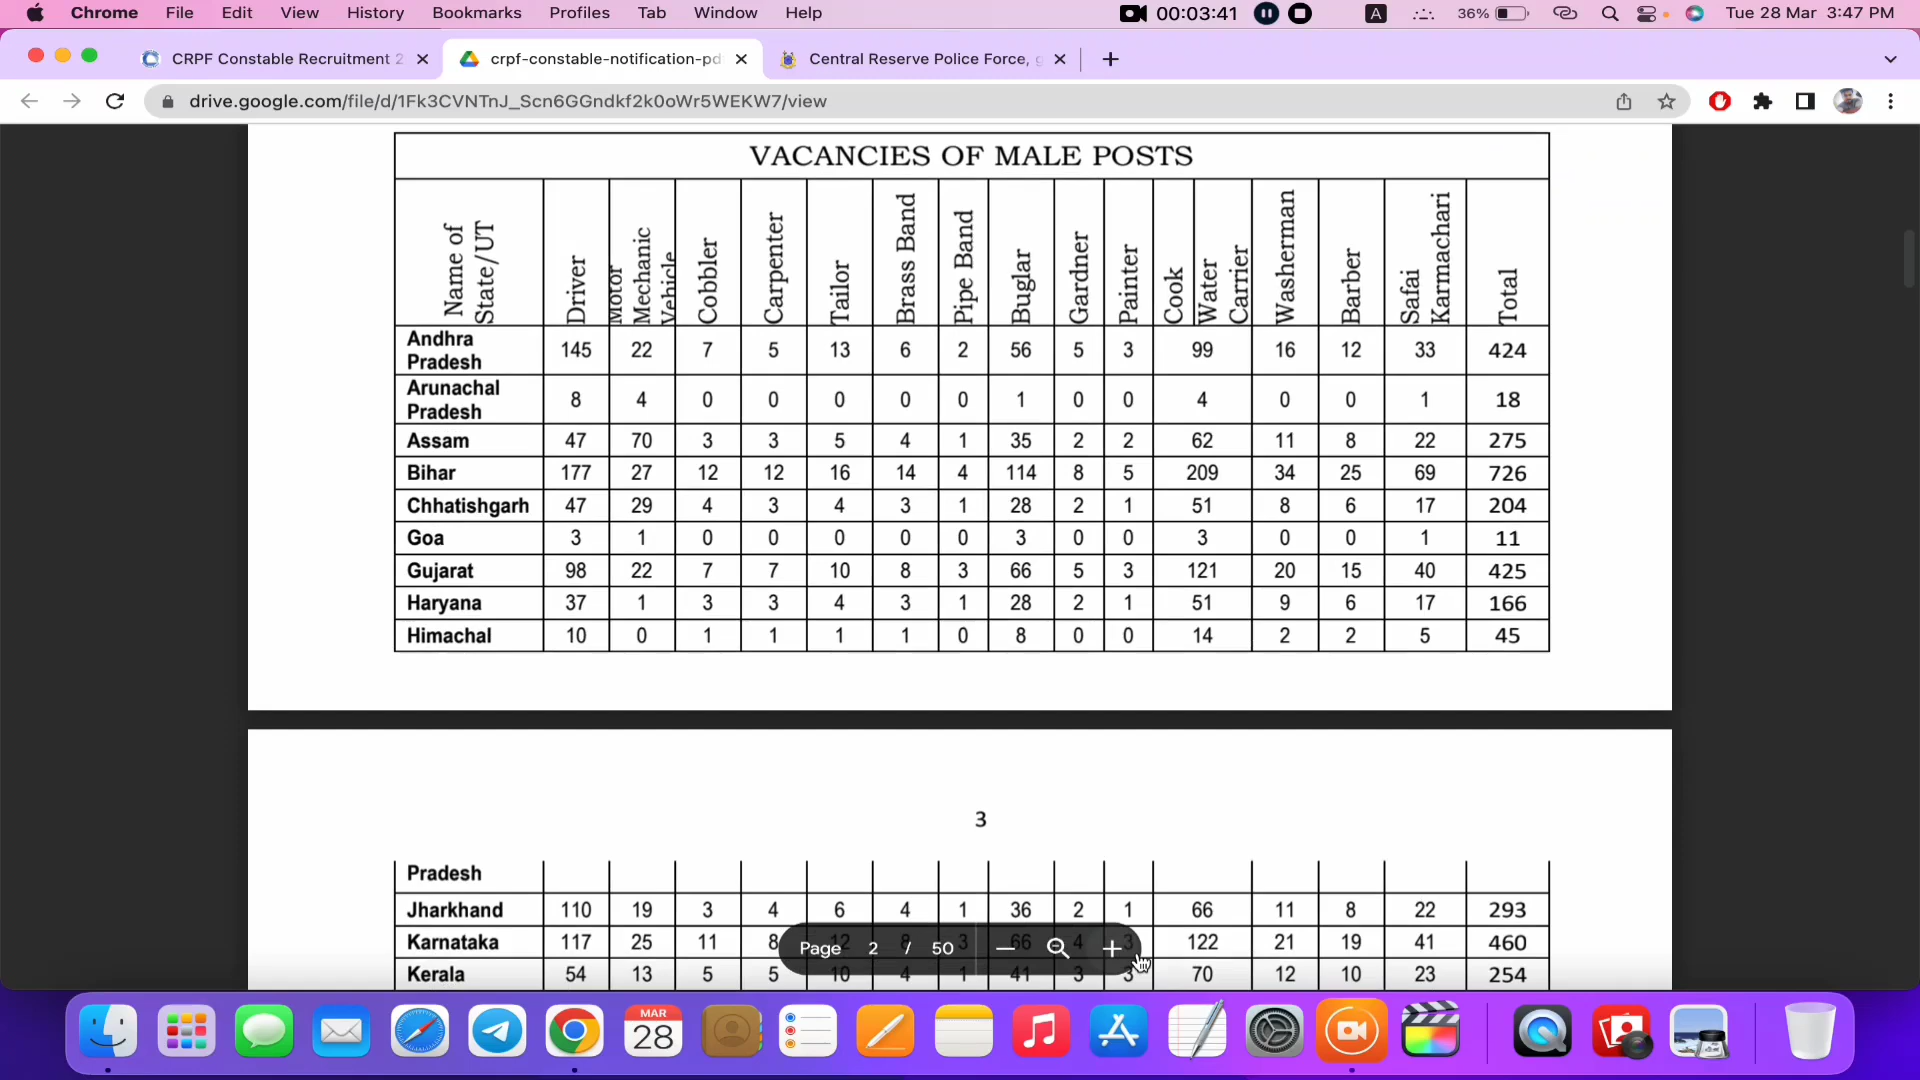 Chrome File Edit View History Bookmarks Profiles Tab Window Help 00:03:41 A 36% Tue 28 Mar 3:47 PM
CRPF Constable Recruitment 2 crpf-constable-notification-pd Central Reserve Police Force, g
drive.google.com/file/d/1Fk3CVNTnJ_Scn6GGndkf2k0oWr5WEKW7/view
VACANCIES OF MALE POSTS
Name of State/UT Driver Motor Mechanic Vehicle Cobbler Carpenter Tailor Brass Band Pipe Band Buglar Gardner Painter Cook Water Carrier Washerman Barber Safai Karmachari Total
Andhra Pradesh 145 22 7 5 13 6 2 56 5 3 99 16 12 33 424
Arunachal Pradesh 8 4 0 0 0 0 0 1 0 0 4 0 0 1 18
Assam 47 70 3 3 5 4 1 35 2 2 62 11 8 22 275
Bihar 177 27 12 12 16 14 4 114 8 5 209 34 25 69 726
Chhatishgarh 47 29 4 3 4 3 1 28 2 1 51 8 6 17 204
Goa 3 1 0 0 0 0 0 3 0 0 3 0 0 1 11
Gujarat 98 22 7 7 10 8 3 66 5 3 121 20 15 40 425
Haryana 37 1 3 3 4 3 1 28 2 1 51 9 6 17 166
Himachal 10 0 1 1 1 1 0 8 0 0 14 2 2 5 45
3
Pradesh
Jharkhand 110 19 3 4 6 4 1 36 2 1 66 11 8 22 293
Karnataka 117 25 11 8 12 8 3 66 4 3 122 21 19 41 460
Page 2 / 50
Kerala 54 13 5 5 10 4 1 41 3 3 70 12 10 23 254
MAR
28